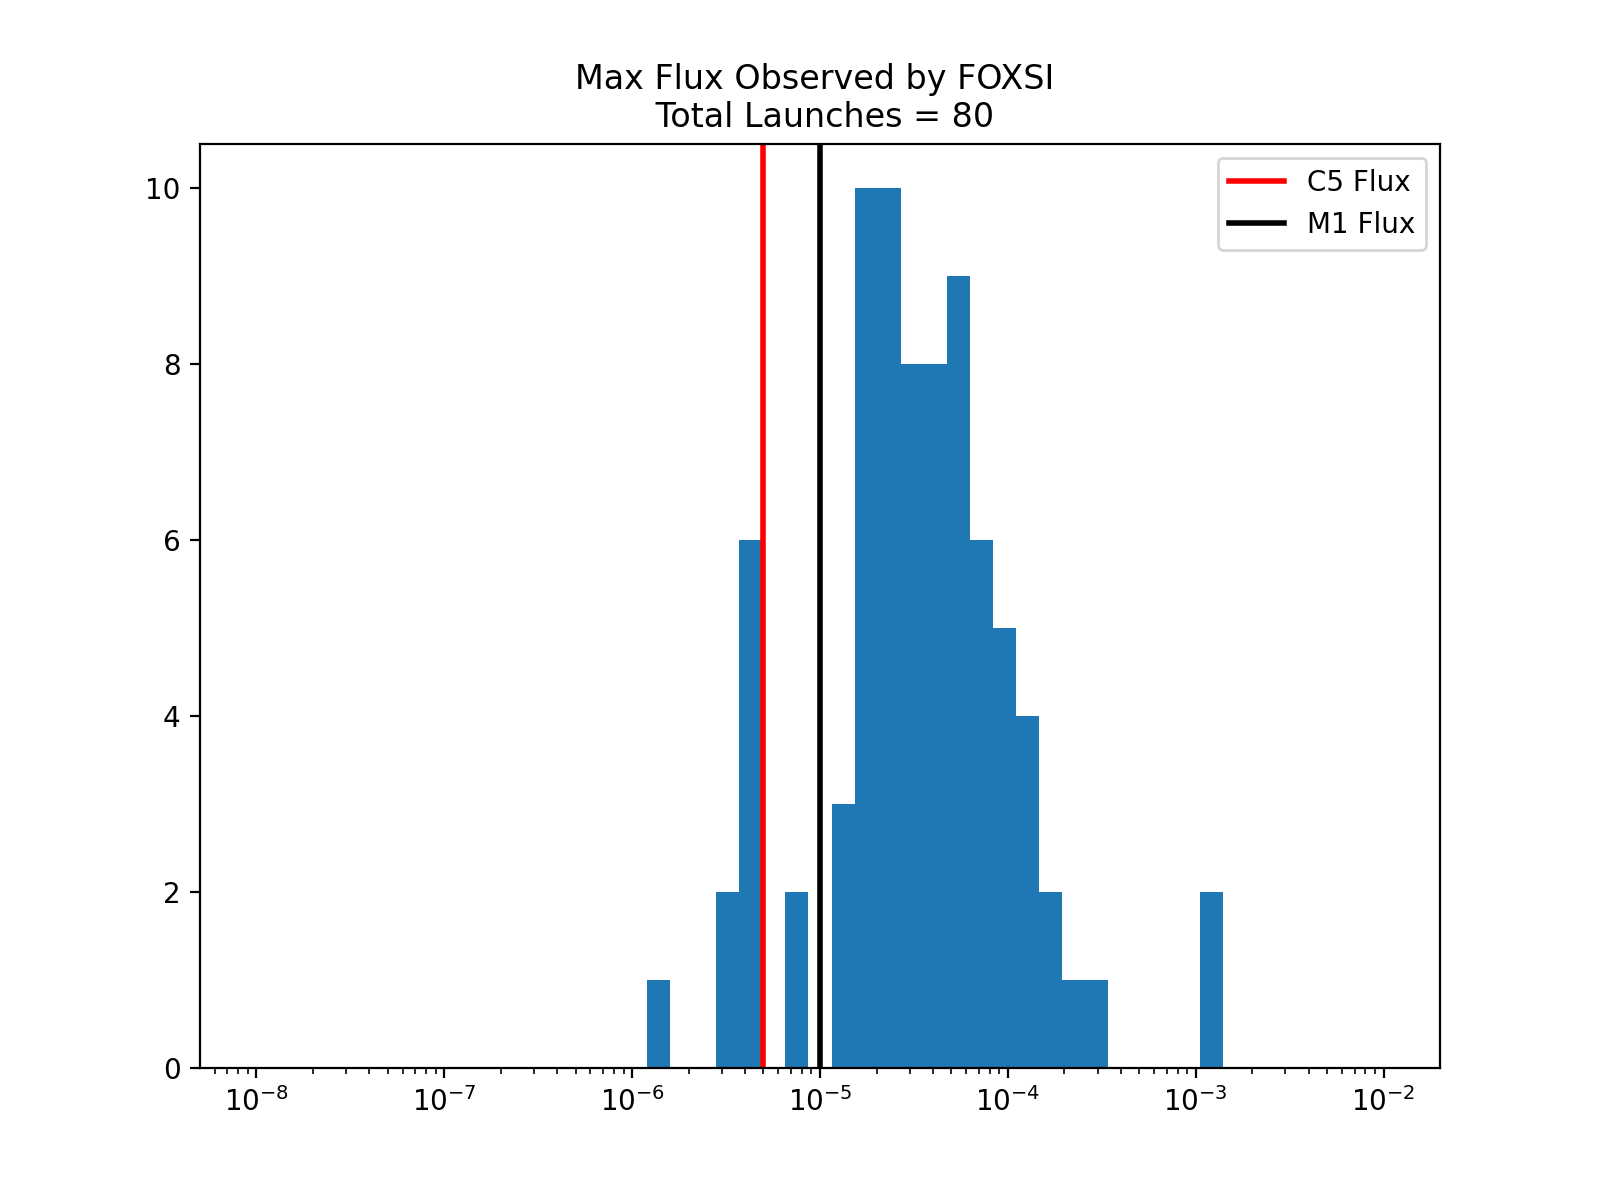 Max Flux Observed by FOXSI
Total Launches = 80
C5 Flux
M1 Flux
10
8
6
4
2
0
10⁻⁸ 10⁻⁷ 10⁻⁶ 10⁻⁵ 10⁻⁴ 10⁻³ 10⁻²